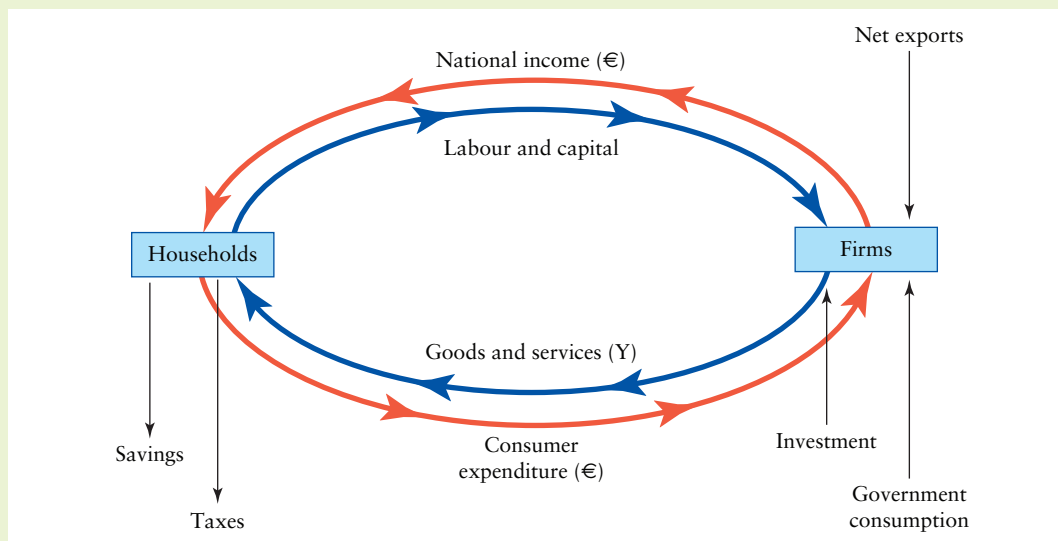 Net exports
National income (€)
Labour and capital
Households
Firms
Goods and services (Y)
Consumer
expenditure (€)
Investment
Savings
Taxes
Government
consumption